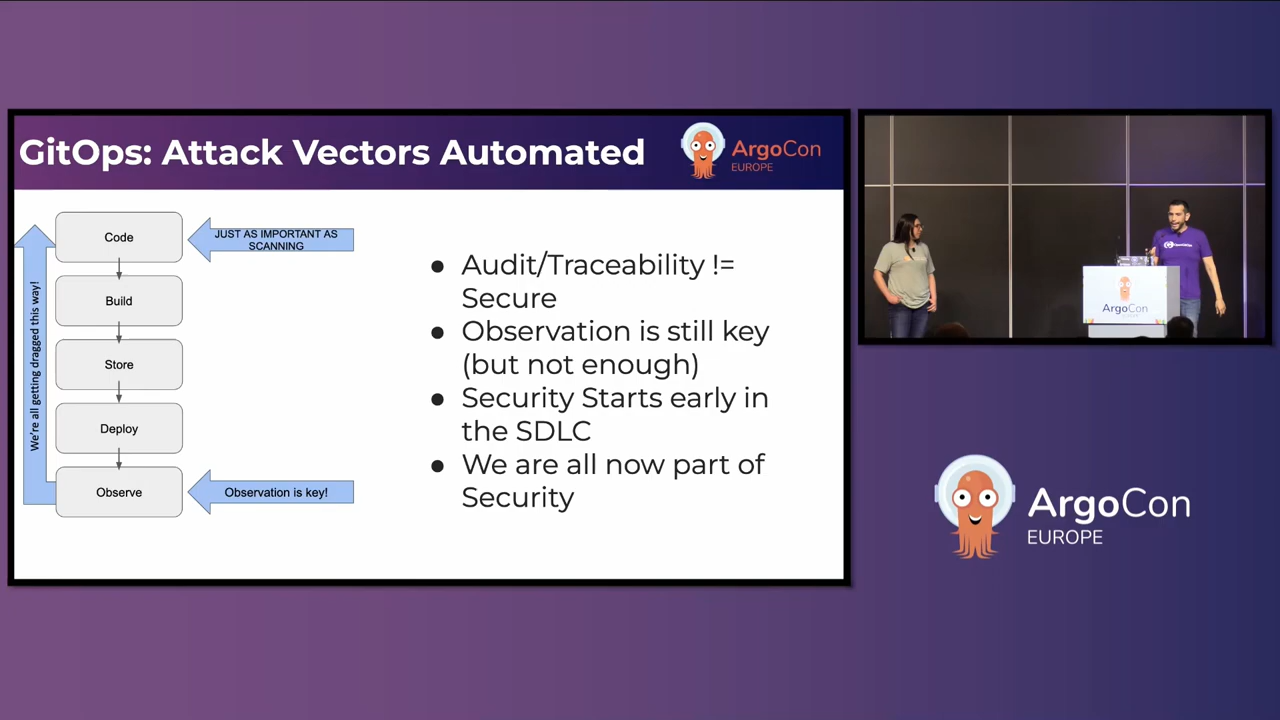 GitOps: Attack Vectors Automated
ArgoCon
EUROPE
We're all getting dragged this way!
Code
Build
Store
Deploy
Observe
JUST AS IMPORTANT AS
SCANNING
Observation is key!
● Audit/Traceability !=
Secure
● Observation is still key
(but not enough)
● Security Starts early in
the SDLC
● We are all now part of
Security
ArgoCon
ArgoCon
EUROPE